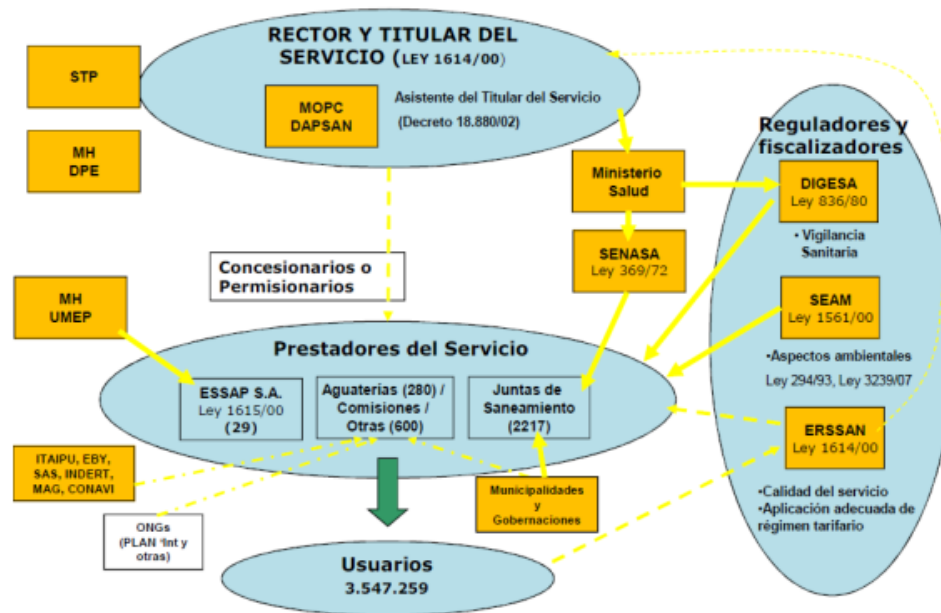 RECTOR Y TITULAR DEL
SERVICIO (LEY 1614/00)
STP
MOPC
DAPSAN
Asistente del Titular del Servicio
(Decreto 18.880/02)
MH
DPE
Reguladores y
fiscalizadores
Ministerio
Salud
DIGESA
Ley 836/80
• Vigilancia
Sanitaria
SENASA
Ley 369/72
Concesionarios o
Permisionarios
MH
UMEP
SEAM
Ley 1561/00
•Aspectos ambientales
Ley 294/93, Ley 3239/07
Prestadores del Servicio
ESSAP S.A.
Ley 1615/00
(29)
Aguaterías (280) /
Comisiones /
Otras (600)
Juntas de
Saneamiento
(2217)
ERSSAN
Ley 1614/00
•Calidad del servicio
•Aplicación adecuada de
régimen tarifario
ITAIPU, EBY,
SAS, INDERT,
MAG, CONAVI
Municipalidades
y
Gobernaciones
ONGs
(PLAN 'Int y
otras)
Usuarios
3.547.259